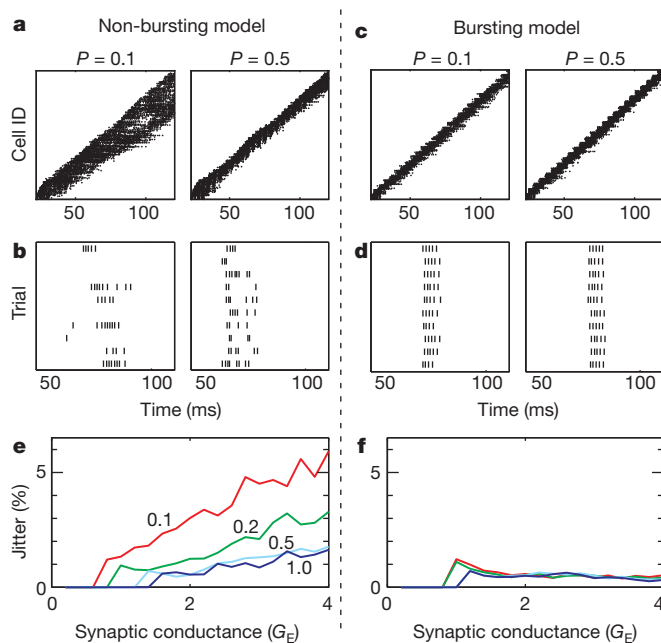 a Non-bursting model
P = 0.1 P = 0.5
Cell ID
50 100 50 100
b
Trial
50 100 50 100
Time (ms)
e
Jitter (%)
5
0
0.1
0.2
0.5
1.0
0 2 4
Synaptic conductance (GE)
c Bursting model
P = 0.1 P = 0.5
50 100 50 100
d
50 100 50 100
Time (ms)
f
5
0
0 2 4
Synaptic conductance (GE)